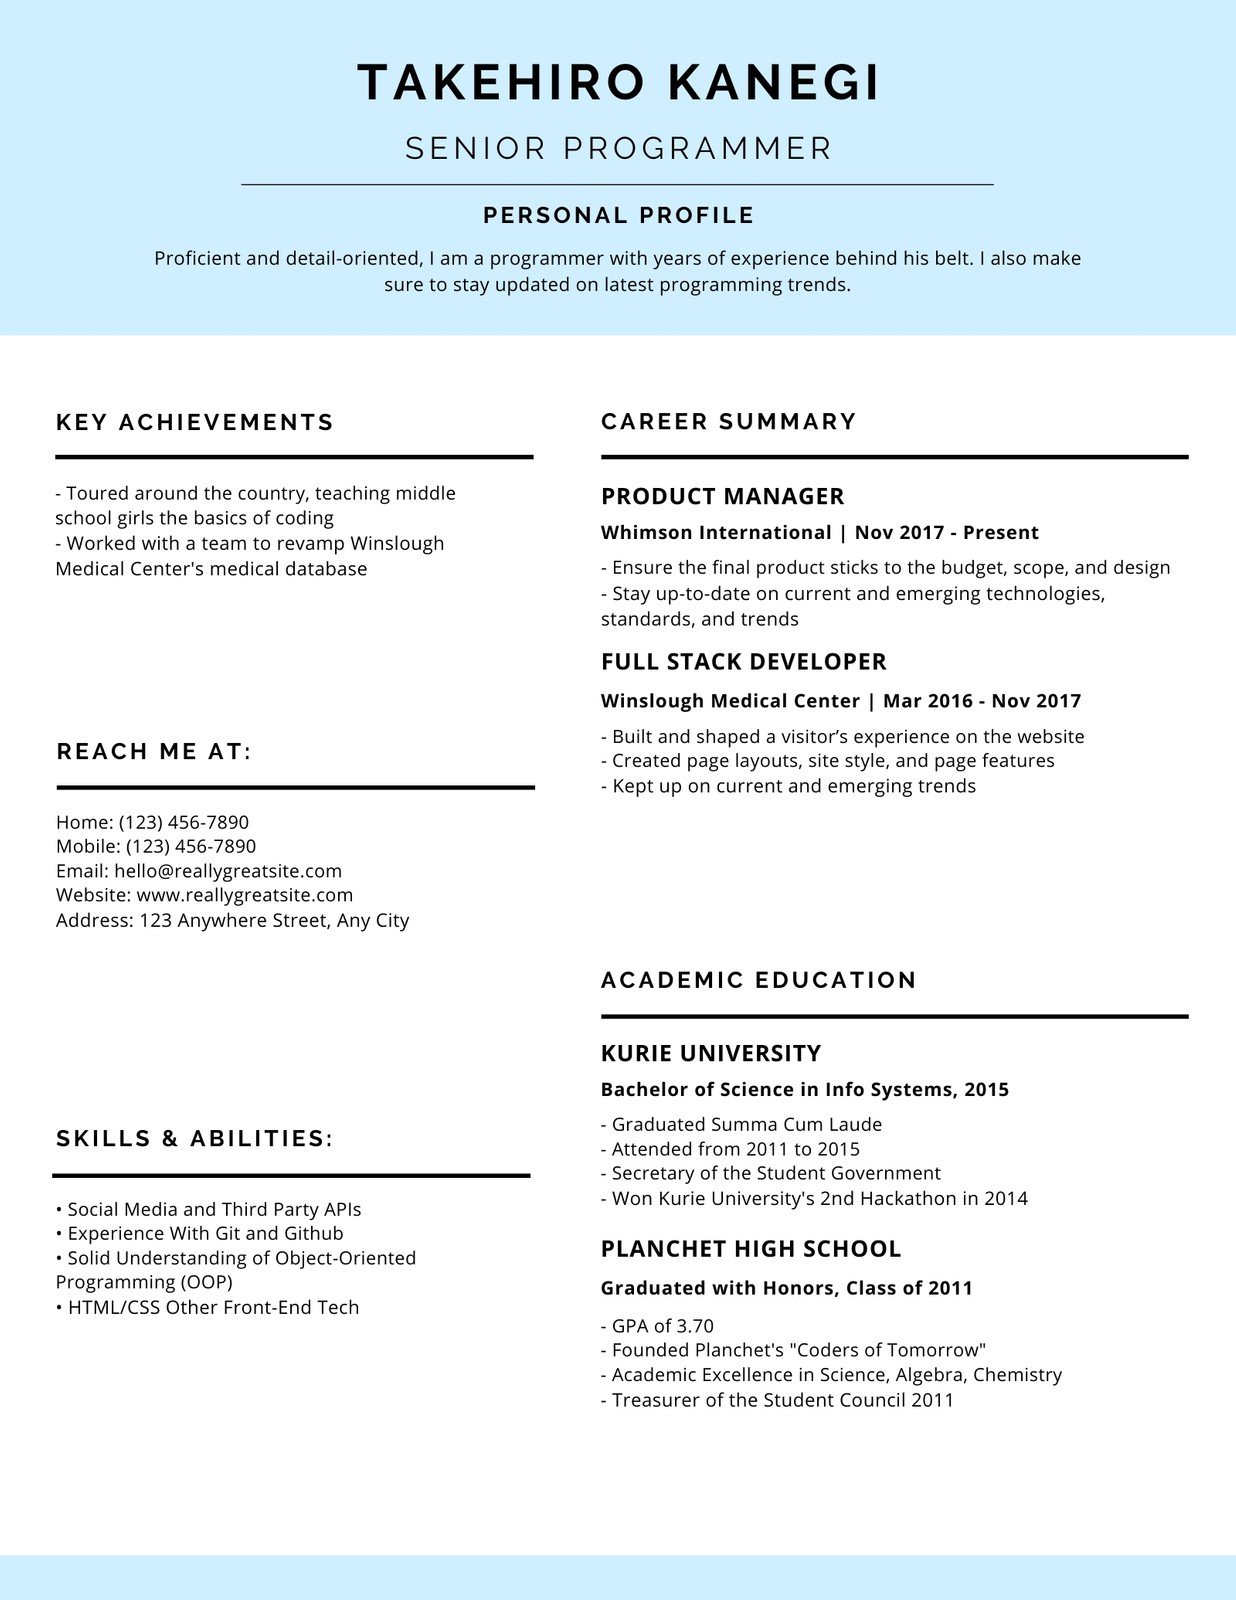 TAKEHIRO KANEGI
SENIOR PROGRAMMER
PERSONAL PROFILE
Proficient and detail-oriented, I am a programmer with years of experience behind his belt. I also make
sure to stay updated on latest programming trends.
KEY ACHIEVEMENTS
- Toured around the country, teaching middle
school girls the basics of coding
- Worked with a team to revamp Winslough
Medical Center's medical database
REACH ME AT:
Home: (123) 456-7890
Mobile: (123) 456-7890
Email: hello@reallygreatsite.com
Website: www.reallygreatsite.com
Address: 123 Anywhere Street, Any City
SKILLS & ABILITIES:
• Social Media and Third Party APIs
• Experience With Git and Github
• Solid Understanding of Object-Oriented
Programming (OOP)
• HTML/CSS Other Front-End Tech
CAREER SUMMARY
PRODUCT MANAGER
Whimson International | Nov 2017 - Present
- Ensure the final product sticks to the budget, scope, and design
- Stay up-to-date on current and emerging technologies,
standards, and trends
FULL STACK DEVELOPER
Winslough Medical Center | Mar 2016 - Nov 2017
- Built and shaped a visitor’s experience on the website
- Created page layouts, site style, and page features
- Kept up on current and emerging trends
ACADEMIC EDUCATION
KURIE UNIVERSITY
Bachelor of Science in Info Systems, 2015
- Graduated Summa Cum Laude
- Attended from 2011 to 2015
- Secretary of the Student Government
- Won Kurie University's 2nd Hackathon in 2014
PLANCHET HIGH SCHOOL
Graduated with Honors, Class of 2011
- GPA of 3.70
- Founded Planchet's "Coders of Tomorrow"
- Academic Excellence in Science, Algebra, Chemistry
- Treasurer of the Student Council 2011